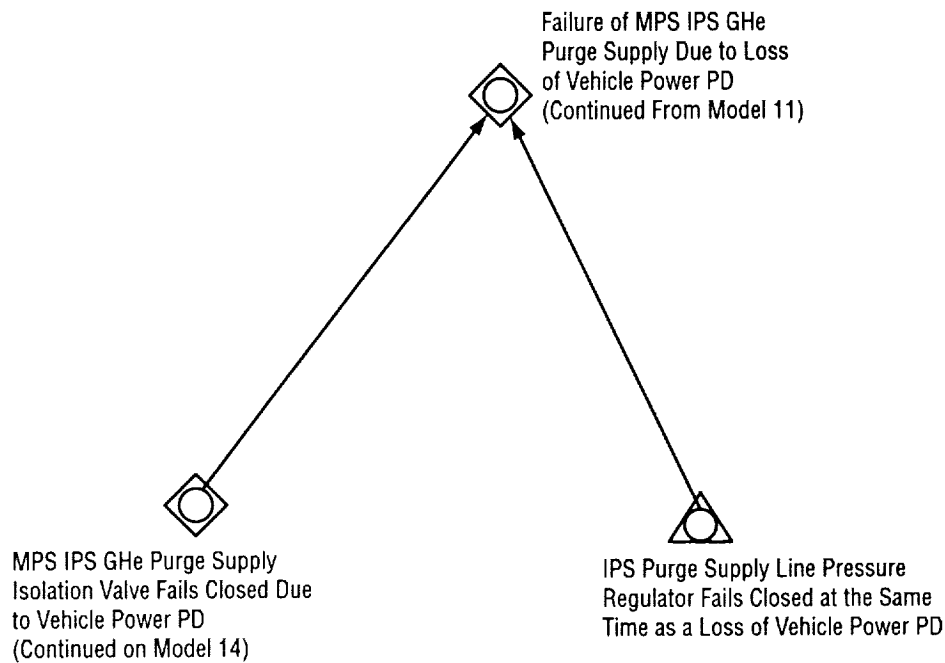 Failure of MPS IPS GHe
Purge Supply Due to Loss
of Vehicle Power PD
(Continued From Model 11)
MPS IPS GHe Purge Supply
Isolation Valve Fails Closed Due
to Vehicle Power PD
(Continued on Model 14)
IPS Purge Supply Line Pressure
Regulator Fails Closed at the Same
Time as a Loss of Vehicle Power PD